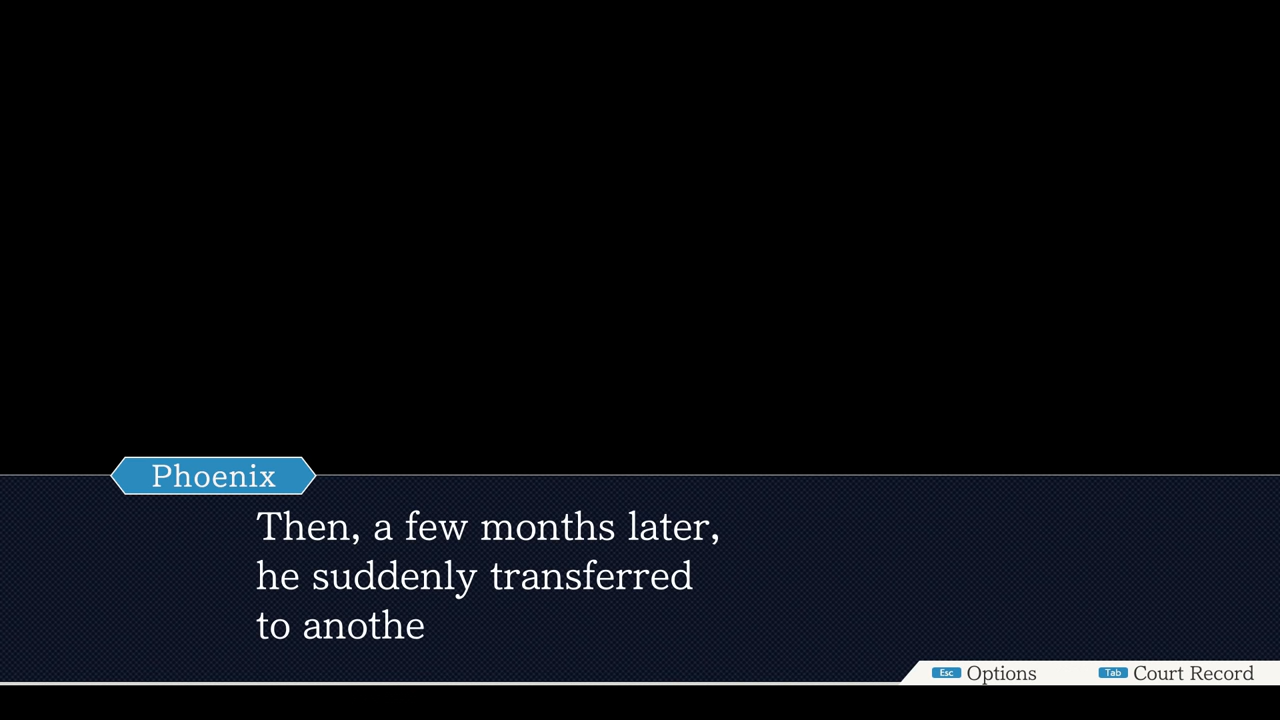 Phoenix
Then, a few months later,
he suddenly transferred
to anothe
Esc Options Tab Court Record